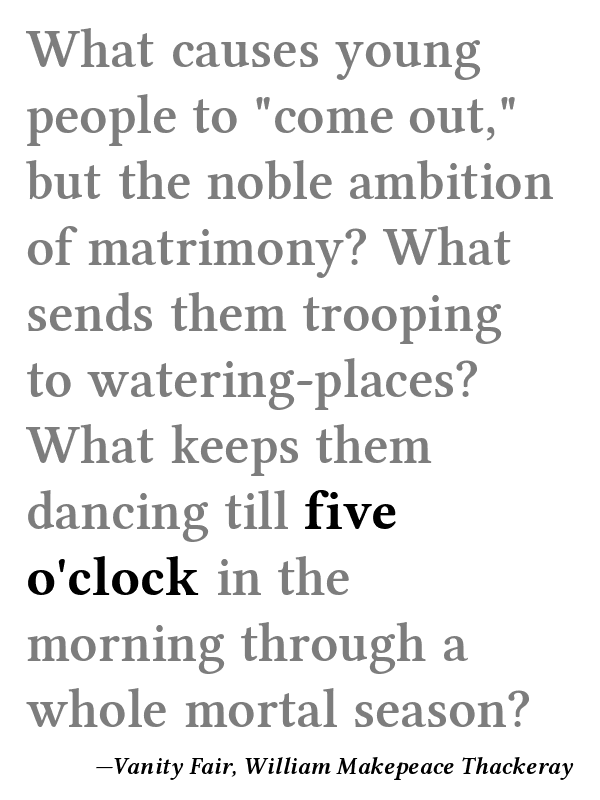 What causes young
people to "come out,"
but the noble ambition
of matrimony? What
sends them trooping
to watering-places?
What keeps them
dancing till five
o'clock in the
morning through a
whole mortal season?
—Vanity Fair, William Makepeace Thackeray